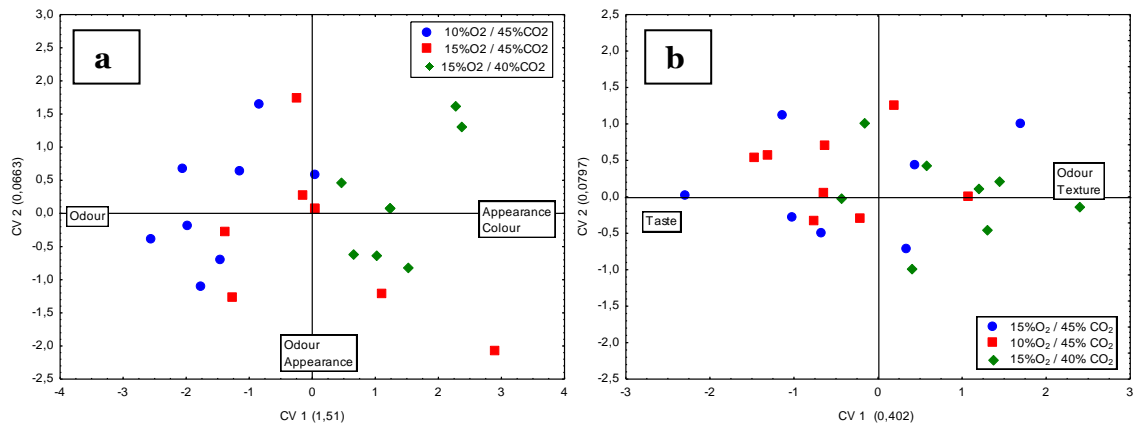 a
10%O2 / 45%CO2
15%O2 / 45%CO2
15%O2 / 40%CO2
3,0
2,5
2,0
1,5
1,0
0,5
0,0
-0,5
-1,0
-1,5
-2,0
-2,5
CV 2 (0,0663)
Odour
Appearance
Colour
Odour
Appearance
-4
-3
-2
-1
0
1
2
3
4
CV 1 (1,51)
b
2,5
2,0
1,5
1,0
0,5
0,0
-0,5
-1,0
-1,5
-2,0
-2,5
CV 2 (0,0797)
Odour
Texture
Taste
15%O₂ / 45% CO₂
10%O₂ / 45% CO₂
15%O₂ / 40% CO₂
-3
-2
-1
0
1
2
3
CV 1 (0,402)